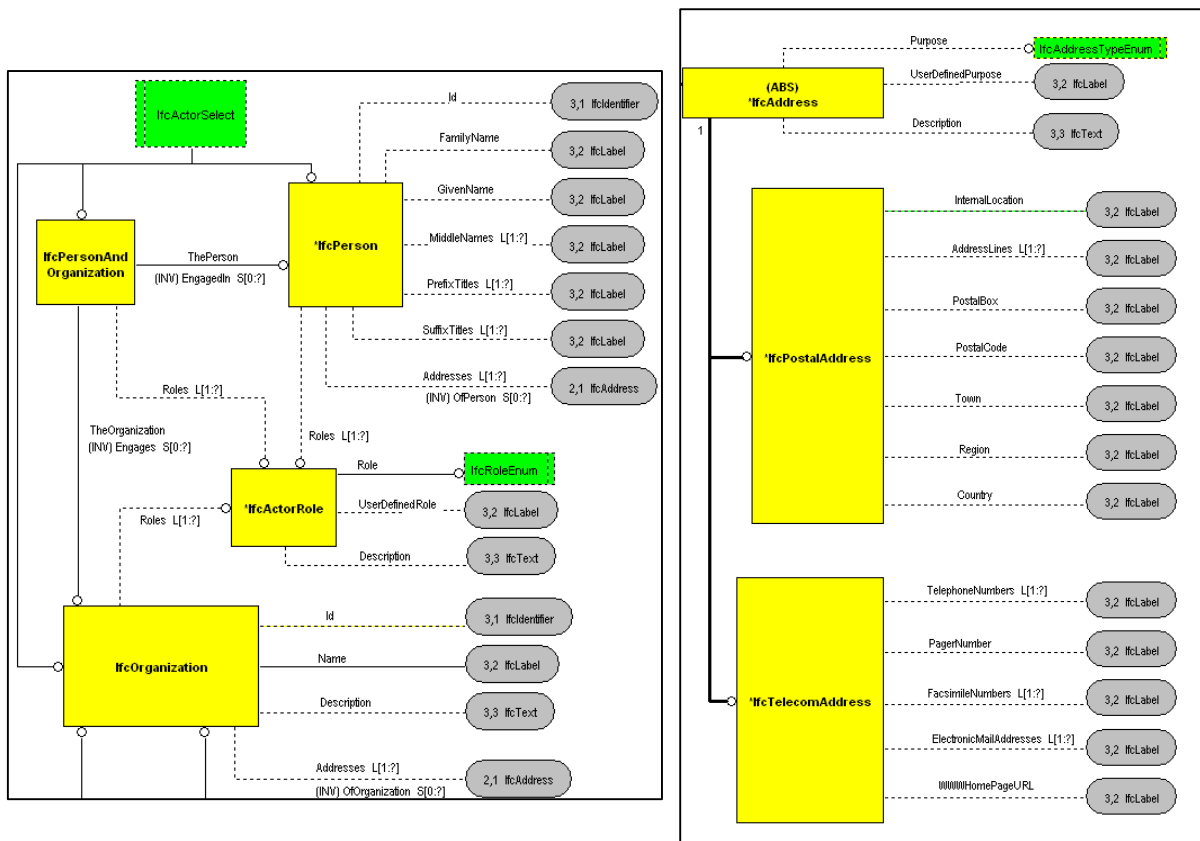 IfcActorSelect
Id
3,1 IfcIdentifier
FamilyName
3,2 IfcLabel
GivenName
3,2 IfcLabel
*IfcPerson
MiddleNames L[1:?]
3,2 IfcLabel
IfcPersonAnd
Organization
ThePerson
(INV) EngagedIn S[0:?]
PrefixTitles L[1:?]
3,2 IfcLabel
SuffixTitles L[1:?]
3,2 IfcLabel
Addresses L[1:?]
(INV) OfPerson S[0:?]
2,1 IfcAddress
Roles L[1:?]
TheOrganization
(INV) Engages S[0:?]
Roles L[1:?]
Role
IfcRoleEnum
*IfcActorRole
UserDefinedRole
3,2 IfcLabel
Roles L[1:?]
Description
3,3 IfcText
Id
3,1 IfcIdentifier
IfcOrganization
Name
3,2 IfcLabel
Description
3,3 IfcText
Addresses L[1:?]
(INV) OfOrganization S[0:?]
2,1 IfcAddress
Purpose
IfcAddressTypeEnum
(ABS)
*IfcAddress
UserDefinedPurpose
3,2 IfcLabel
Description
3,3 IfcText
1
InternalLocation
3,2 IfcLabel
AddressLines L[1:?]
3,2 IfcLabel
PostalBox
3,2 IfcLabel
*IfcPostalAddress
PostalCode
3,2 IfcLabel
Town
3,2 IfcLabel
Region
3,2 IfcLabel
Country
3,2 IfcLabel
TelephoneNumbers L[1:?]
3,2 IfcLabel
PagerNumber
3,2 IfcLabel
*IfcTelecomAddress
FacsimileNumbers L[1:?]
3,2 IfcLabel
ElectronicMailAddresses L[1:?]
3,2 IfcLabel
WWWHomePageURL
3,2 IfcLabel